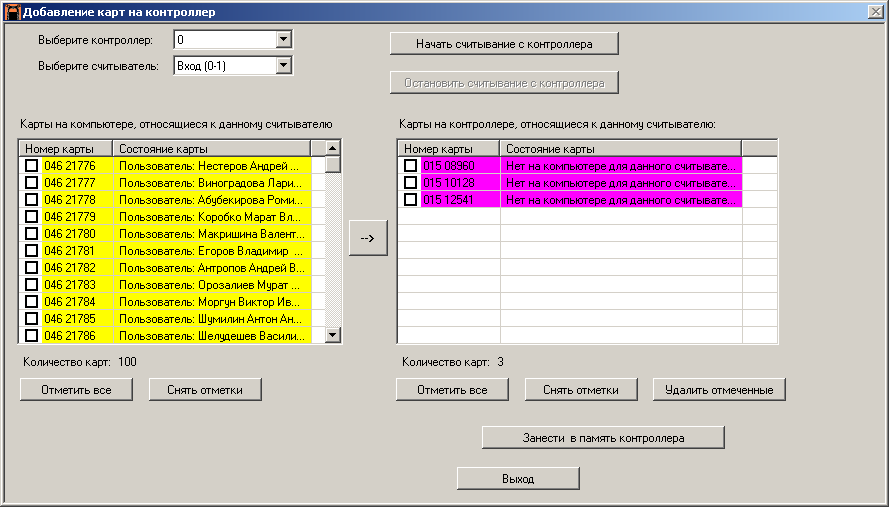 Добавление карт на контроллер
Выберите контроллер: 0
Начать считывание с контроллера
Выберите считыватель: Вход (0-1)
Остановить считывание с контроллера
Карты на компьютере, относящиеся к данному считывателю
Номер карты Состояние карты
046 21776 Пользователь: Нестеров Андрей ...
046 21777 Пользователь: Виноградова Лари...
046 21778 Пользователь: Абубекирова Роми...
046 21779 Пользователь: Коробко Марат Вл...
046 21780 Пользователь: Макришина Валент...
046 21781 Пользователь: Егоров Владимир ...
046 21782 Пользователь: Антропов Андрей В...
046 21783 Пользователь: Орозалиев Мурат ...
046 21784 Пользователь: Моргун Виктор Ив...
046 21785 Пользователь: Шумилин Антон Ан...
046 21786 Пользователь: Шелудешев Васили...
Количество карт: 100
Отметить все
Снять отметки
-->
Карты на контроллере, относящиеся к данному считывателю:
Номер карты Состояние карты
015 08960 Нет на компьютере для данного считывате...
015 10128 Нет на компьютере для данного считывате...
015 12541 Нет на компьютере для данного считывате...
Количество карт: 3
Отметить все
Снять отметки
Удалить отмеченные
Занести в память контроллера
Выход